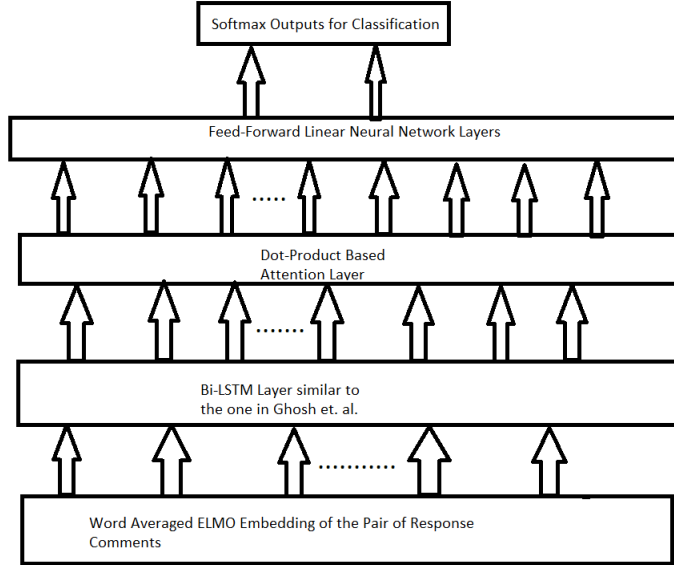 Softmax Outputs for Classification
Feed-Forward Linear Neural Network Layers
.....
Dot-Product Based
Attention Layer
.......
Bi-LSTM Layer similar to
the one in Ghosh et. al.
...........
Word Averaged ELMO Embedding of the Pair of Response
Comments